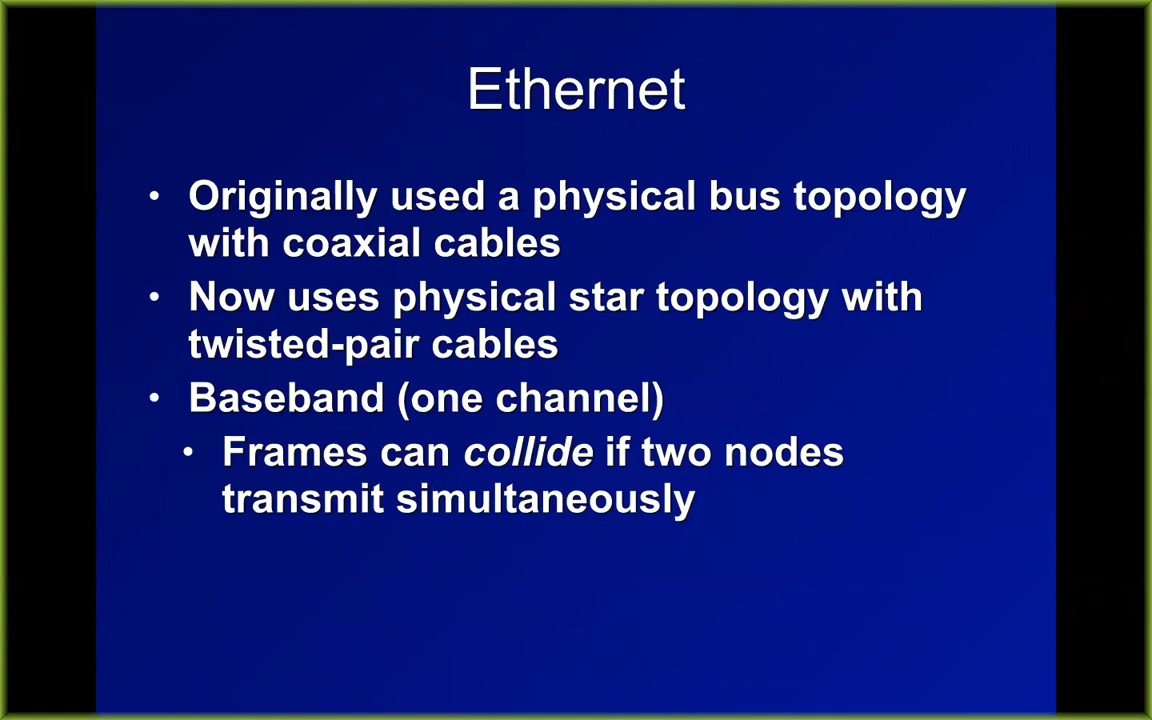 Ethernet
• Originally used a physical bus topology
with coaxial cables
• Now uses physical star topology with
twisted-pair cables
• Baseband (one channel)
• Frames can collide if two nodes
transmit simultaneously